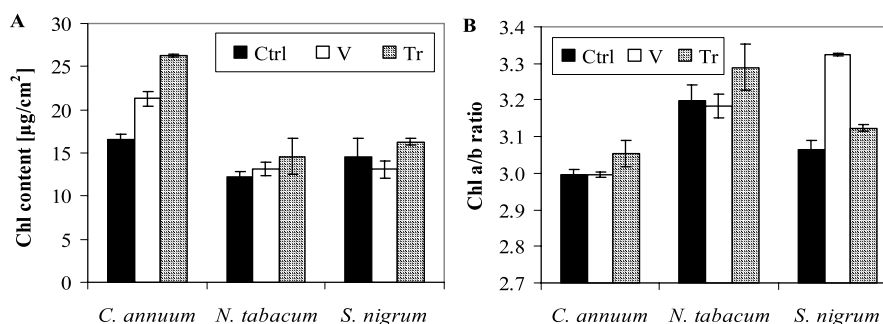 A
Chl content [µg/cm²]
30
25
20
15
10
5
0
Ctrl V Tr
C. annuum N. tabacum S. nigrum
B
Chl a/b ratio
3.4
3.3
3.2
3.1
3.0
2.9
2.8
2.7
Ctrl V Tr
C. annuum N. tabacum S. nigrum